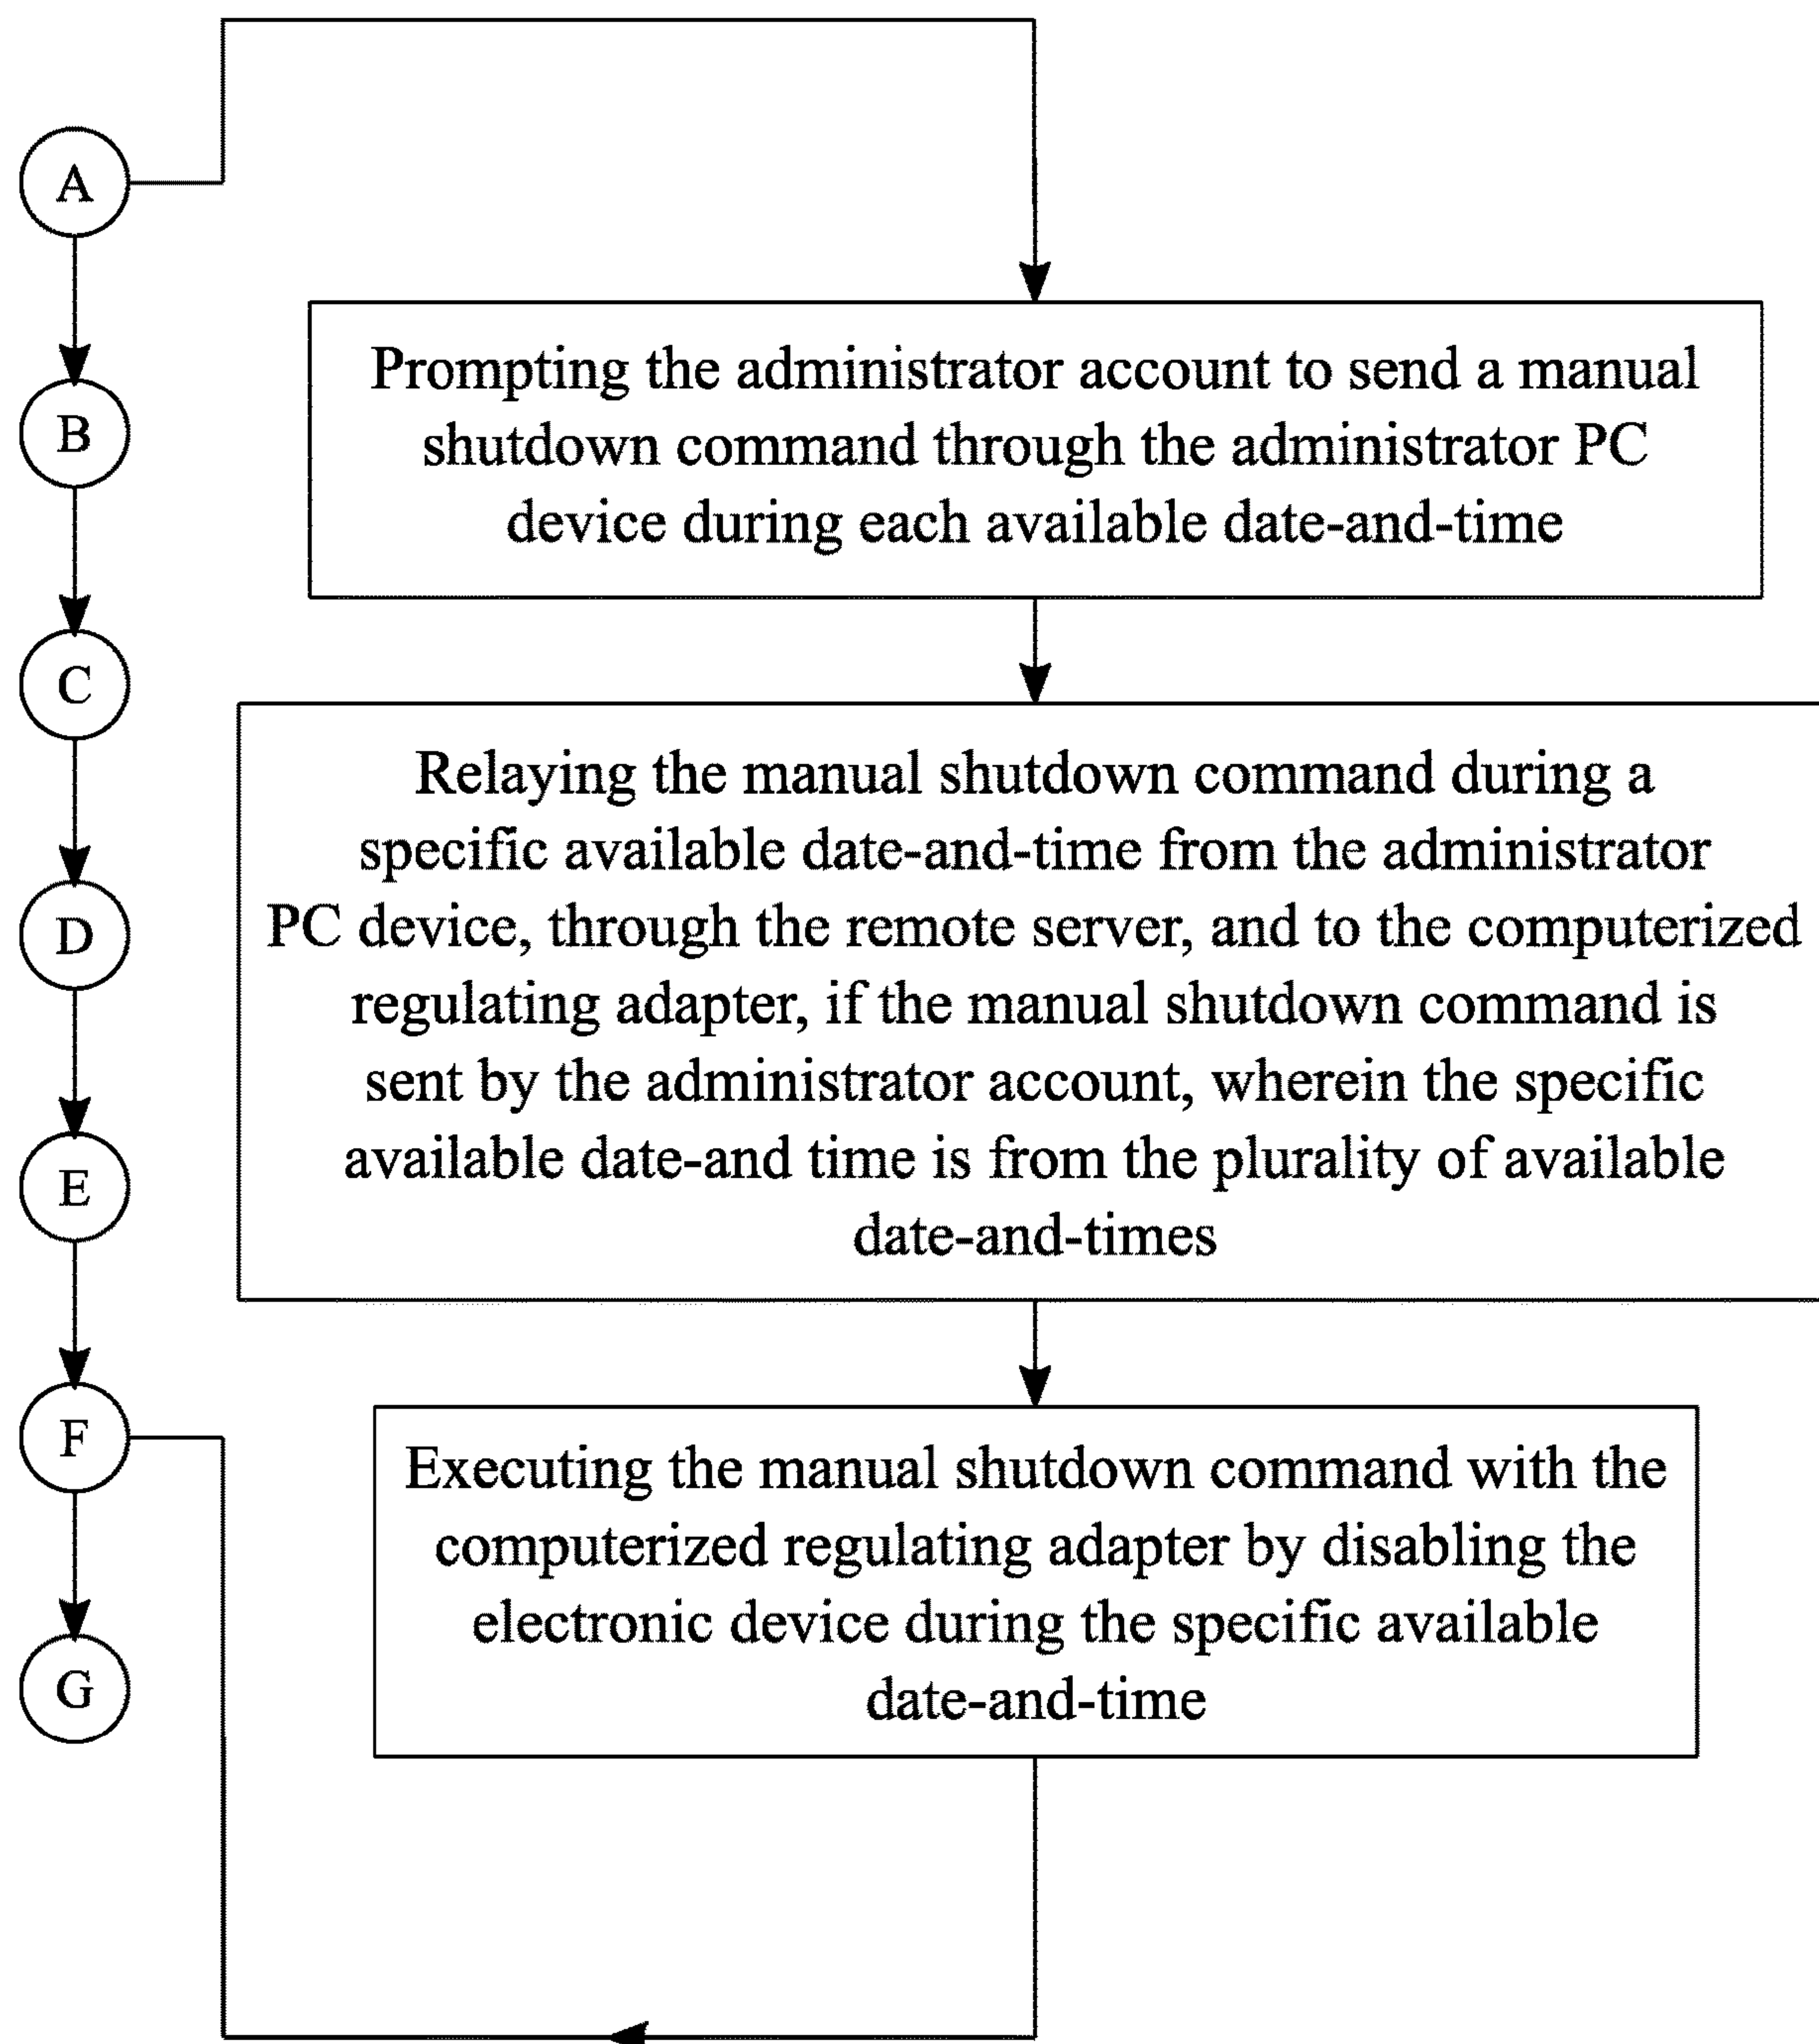 A
B
C
D
E
F
G
Prompting the administrator account to send a manual
shutdown command through the administrator PC
device during each available date-and-time
Relaying the manual shutdown command during a
specific available date-and-time from the administrator
PC device, through the remote server, and to the computerized
regulating adapter, if the manual shutdown command is
sent by the administrator account, wherein the specific
available date-and time is from the plurality of available
date-and-times
Executing the manual shutdown command with the
computerized regulating adapter by disabling the
electronic device during the specific available
date-and-time